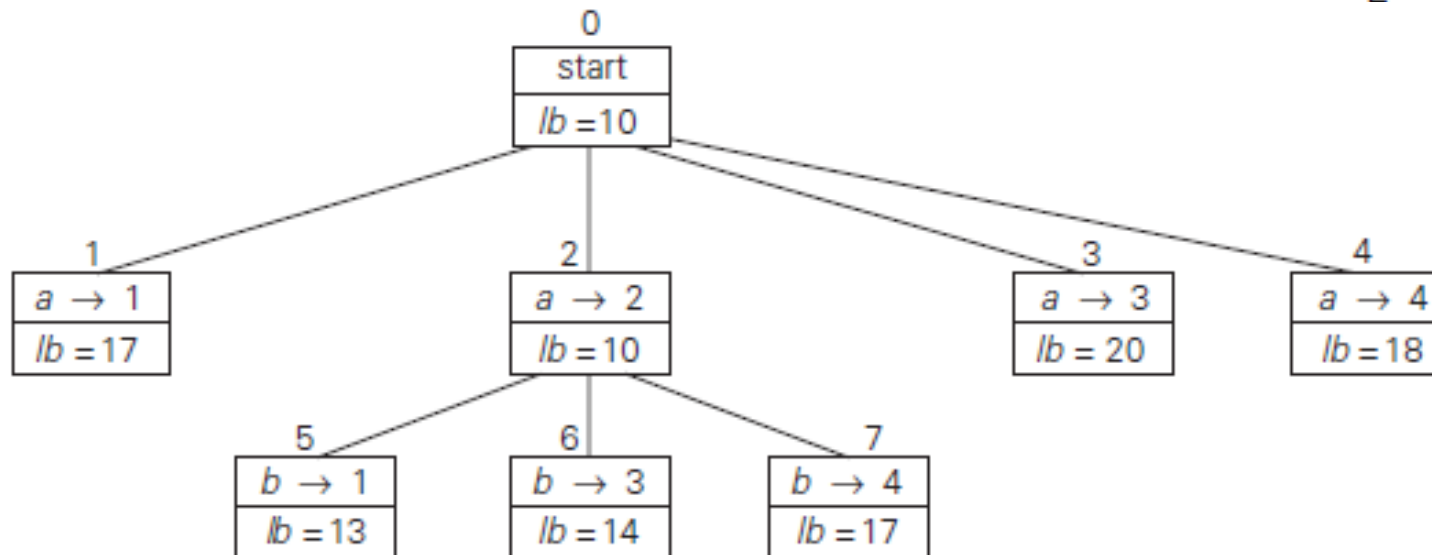 0
start
lb = 10
1
2
3
4
a → 1
a → 2
a → 3
a → 4
lb = 17
lb = 10
lb = 20
lb = 18
5
6
7
b → 1
b → 3
b → 4
lb = 13
lb = 14
lb = 17